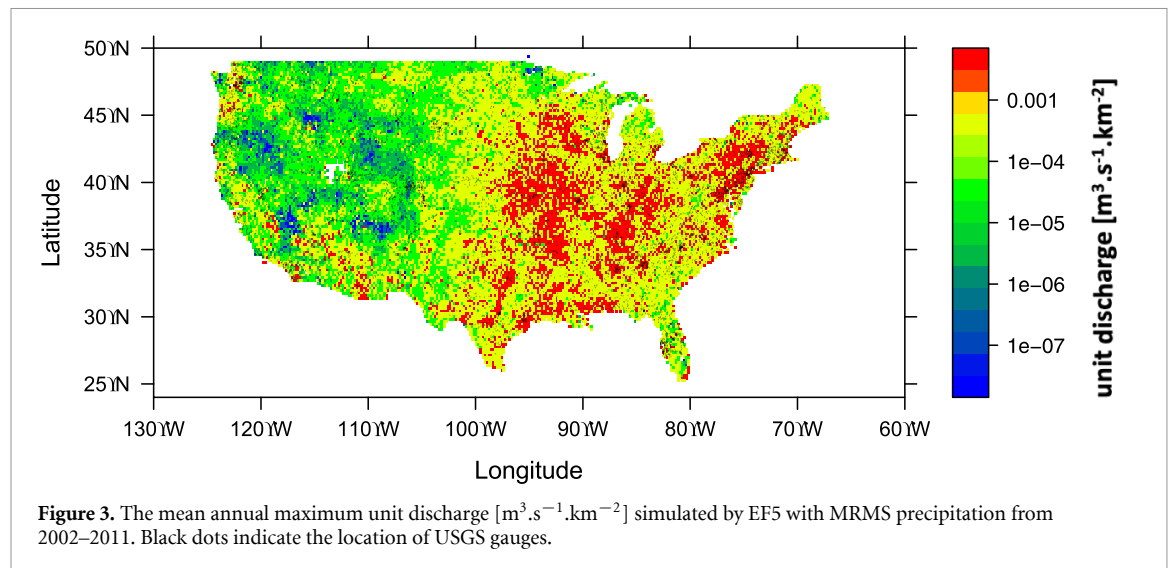 50°N
45°N
40°N
35°N
30°N
25°N
Latitude
130°W 120°W 110°W 100°W 90°W 80°W 70°W 60°W
Longitude
0.001
1e−04
1e−05
1e−06
1e−07
unit discharge [m³.s⁻¹.km⁻²]
Figure 3. The mean annual maximum unit discharge [m³.s⁻¹.km⁻²] simulated by EF5 with MRMS precipitation from
2002–2011. Black dots indicate the location of USGS gauges.